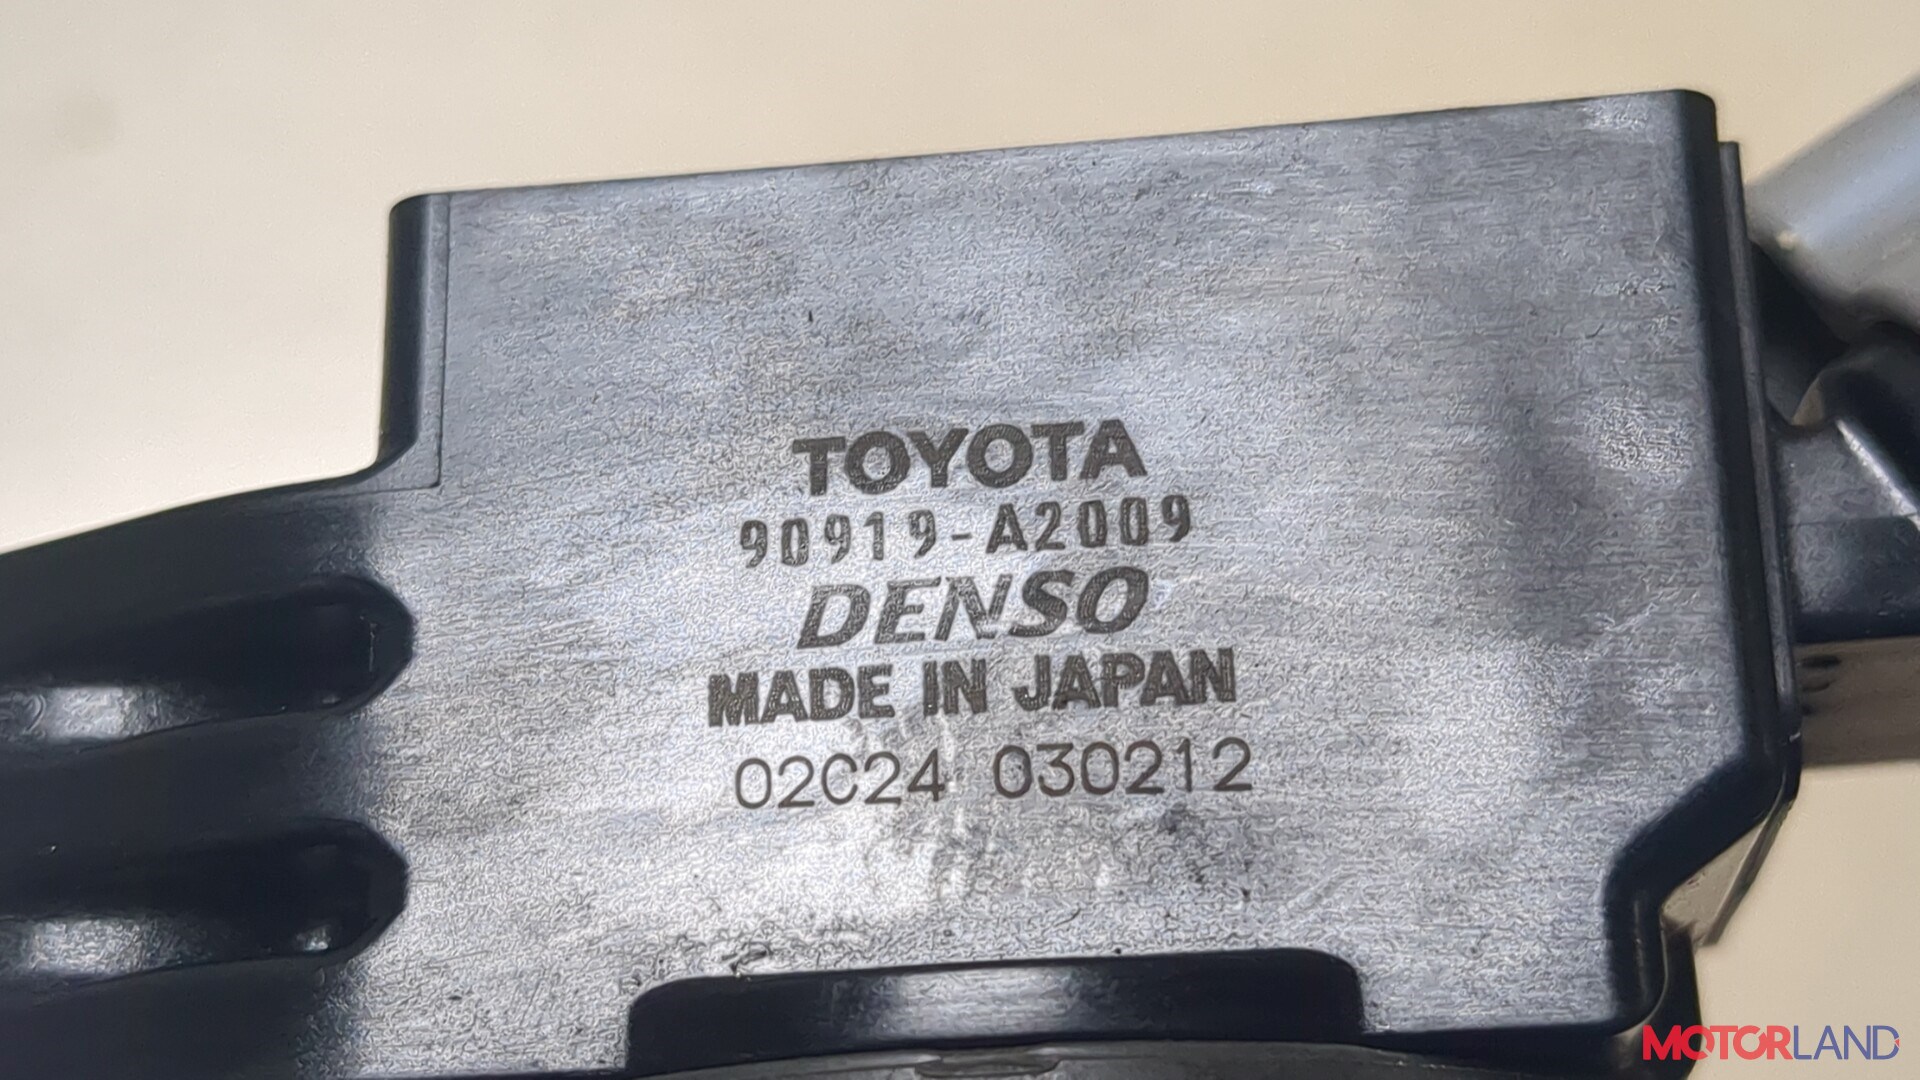 TOYOTA
90919-A2009
DENSO
MADE IN JAPAN
02C24 030212
MOTORLAND